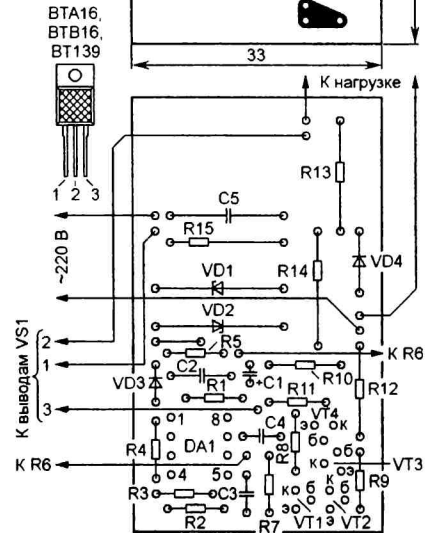 BTA16,
BTB16,
BT139
33
К нагрузке
1 2 3
R13
C5
R15
~220 В
VD1
R14
VD4
VD2
R5
2
К R6
1
C2
+C1
R10
VD3
R1
R11
R12
3
К выводам VS1
1
8
C4
VT4
э
к
б
DA1
R8
R4
б
к
э
VT3
К R6
4
5
R3
C3
к
б
к
б
R9
R2
R7
э
VT1
э
VT2